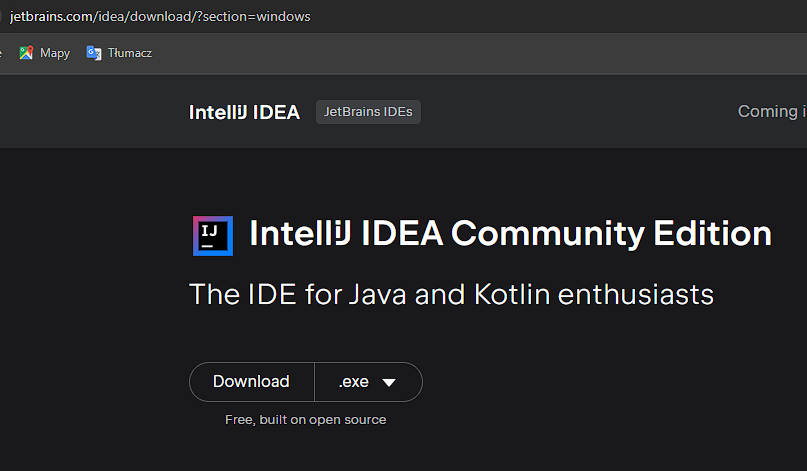 jetbrains.com/idea/download/?section=windows
Mapy Tłumacz
IntelliJ IDEA JetBrains IDEs Coming i
IJ IntelliJ IDEA Community Edition
The IDE for Java and Kotlin enthusiasts
Download .exe
Free, built on open source